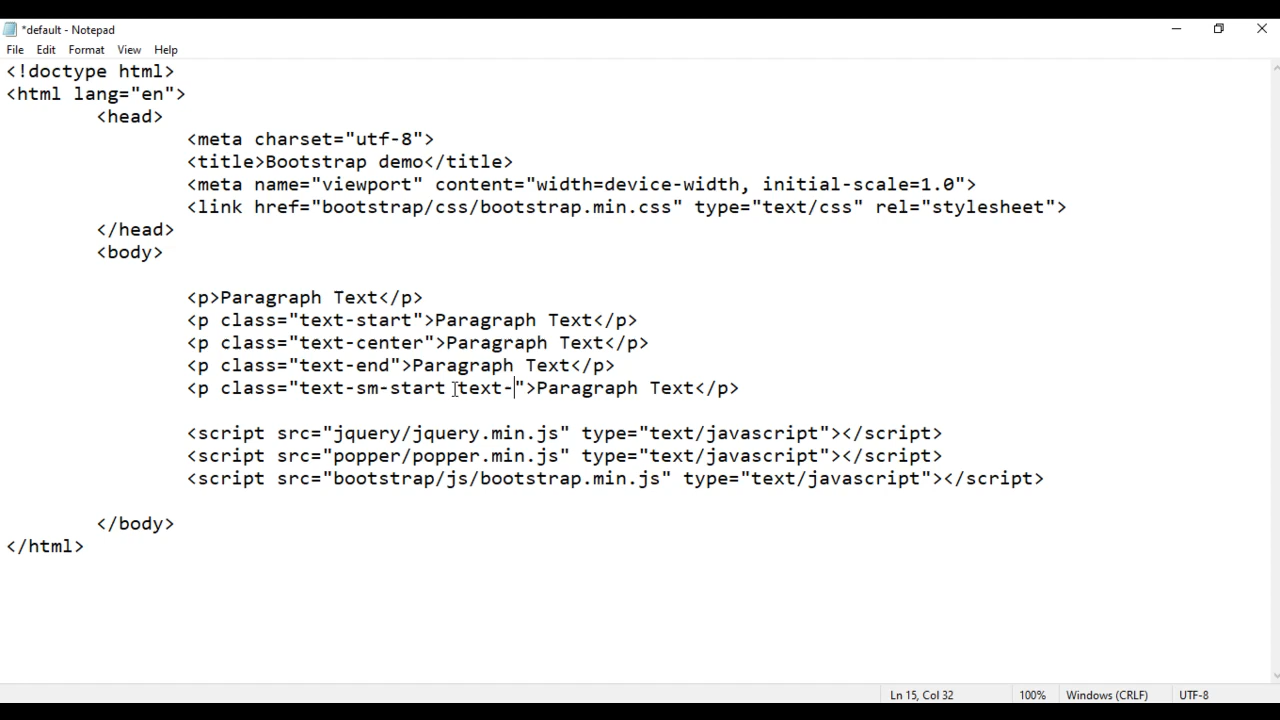 *default - Notepad
File Edit Format View Help
<!doctype html>
<html lang="en">
<head>
<meta charset="utf-8">
<title>Bootstrap demo</title>
<meta name="viewport" content="width=device-width, initial-scale=1.0">
<link href="bootstrap/css/bootstrap.min.css" type="text/css" rel="stylesheet">
</head>
<body>
<p>Paragraph Text</p>
<p class="text-start">Paragraph Text</p>
<p class="text-center">Paragraph Text</p>
<p class="text-end">Paragraph Text</p>
<p class="text-sm-start text-">Paragraph Text</p>
<script src="jquery/jquery.min.js" type="text/javascript"></script>
<script src="popper/popper.min.js" type="text/javascript"></script>
<script src="bootstrap/js/bootstrap.min.js" type="text/javascript"></script>
</body>
</html>
Ln 15, Col 32 100% Windows (CRLF) UTF-8